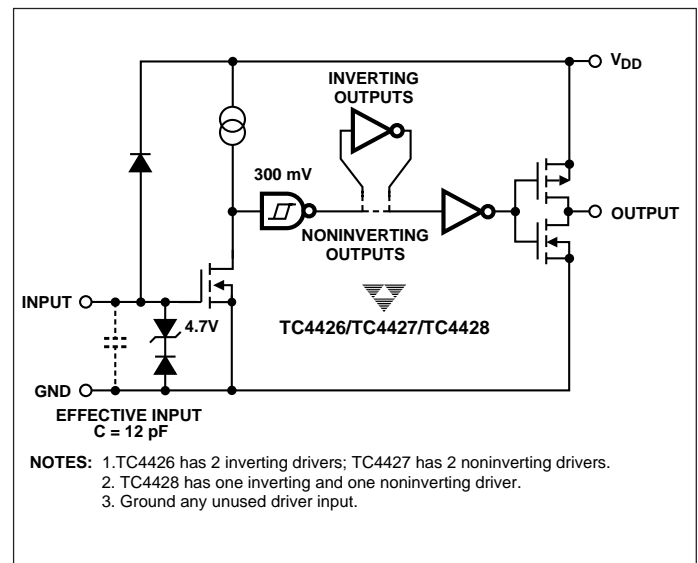 V_DD
INVERTING
OUTPUTS
300 mV
OUTPUT
NONINVERTING
OUTPUTS
INPUT
4.7V
TC4426/TC4427/TC4428
GND
EFFECTIVE INPUT
C = 12 pF
NOTES: 1.TC4426 has 2 inverting drivers; TC4427 has 2 noninverting drivers.
2. TC4428 has one inverting and one noninverting driver.
3. Ground any unused driver input.